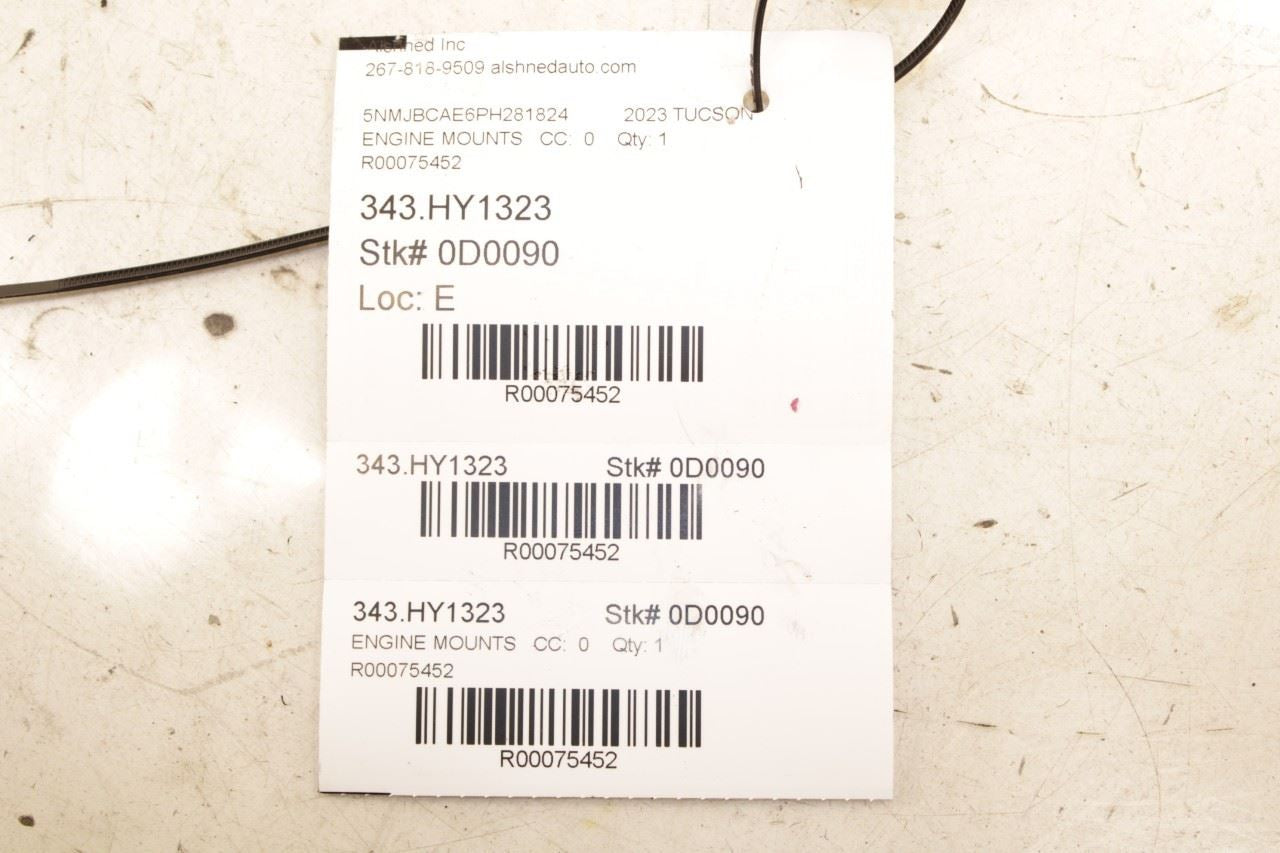 Alshned Inc
267-818-9509 alshnedauto.com
5NMJBCAE6PH281824 2023 TUCSON
ENGINE MOUNTS CC: 0 Qty: 1
R00075452
343.HY1323
Stk# 0D0090
Loc: E
R00075452
343.HY1323 Stk# 0D0090
R00075452
343.HY1323 Stk# 0D0090
ENGINE MOUNTS CC: 0 Qty: 1
R00075452
R00075452